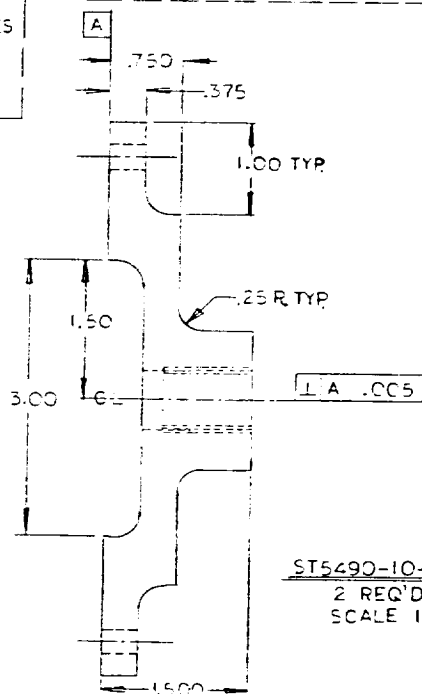 A
.750
.375
1.00 TYP.
.25 R. TYP.
1.50
3.00
⊥ A .005
ST5490-10-
2 REQ'D
SCALE 1
1.500